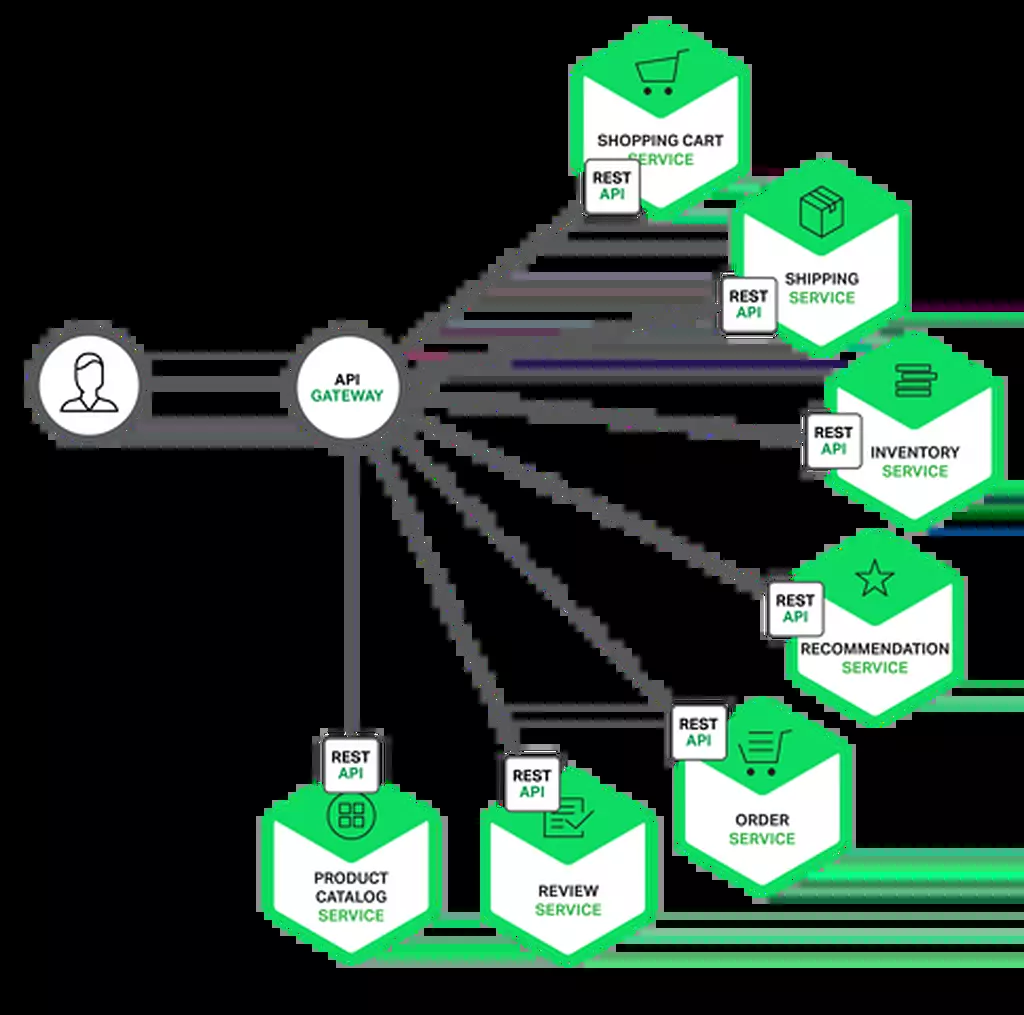 SHOPPING CART
SERVICE
REST
API
SHIPPING
SERVICE
REST
API
API
GATEWAY
REST
API
INVENTORY
SERVICE
REST
API
RECOMMENDATION
SERVICE
REST
API
ORDER
SERVICE
REST
API
REVIEW
SERVICE
REST
API
PRODUCT
CATALOG
SERVICE